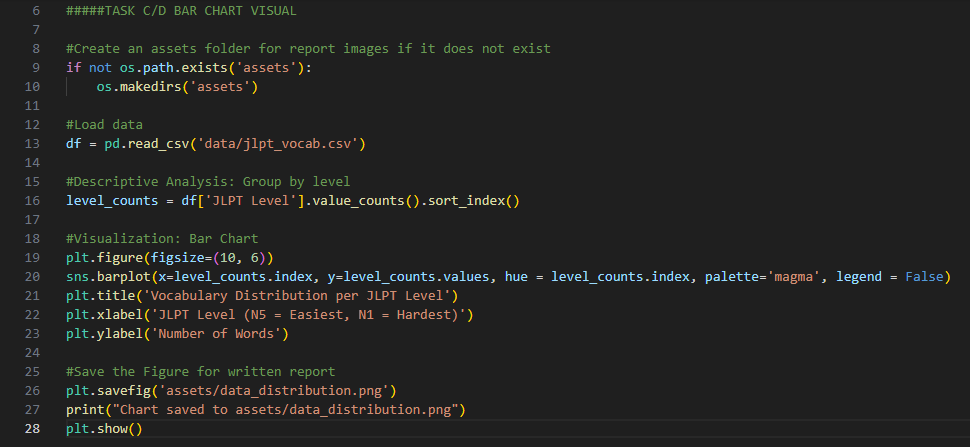 6 #####TASK C/D BAR CHART VISUAL
7
8 #Create an assets folder for report images if it does not exist
9 if not os.path.exists('assets'):
10     os.makedirs('assets')
11
12 #Load data
13 df = pd.read_csv('data/jlpt_vocab.csv')
14
15 #Descriptive Analysis: Group by level
16 level_counts = df['JLPT Level'].value_counts().sort_index()
17
18 #Visualization: Bar Chart
19 plt.figure(figsize=(10, 6))
20 sns.barplot(x=level_counts.index, y=level_counts.values, hue = level_counts.index, palette='magma', legend = False)
21 plt.title('Vocabulary Distribution per JLPT Level')
22 plt.xlabel('JLPT Level (N5 = Easiest, N1 = Hardest)')
23 plt.ylabel('Number of Words')
24
25 #Save the Figure for written report
26 plt.savefig('assets/data_distribution.png')
27 print("Chart saved to assets/data_distribution.png")
28 plt.show()